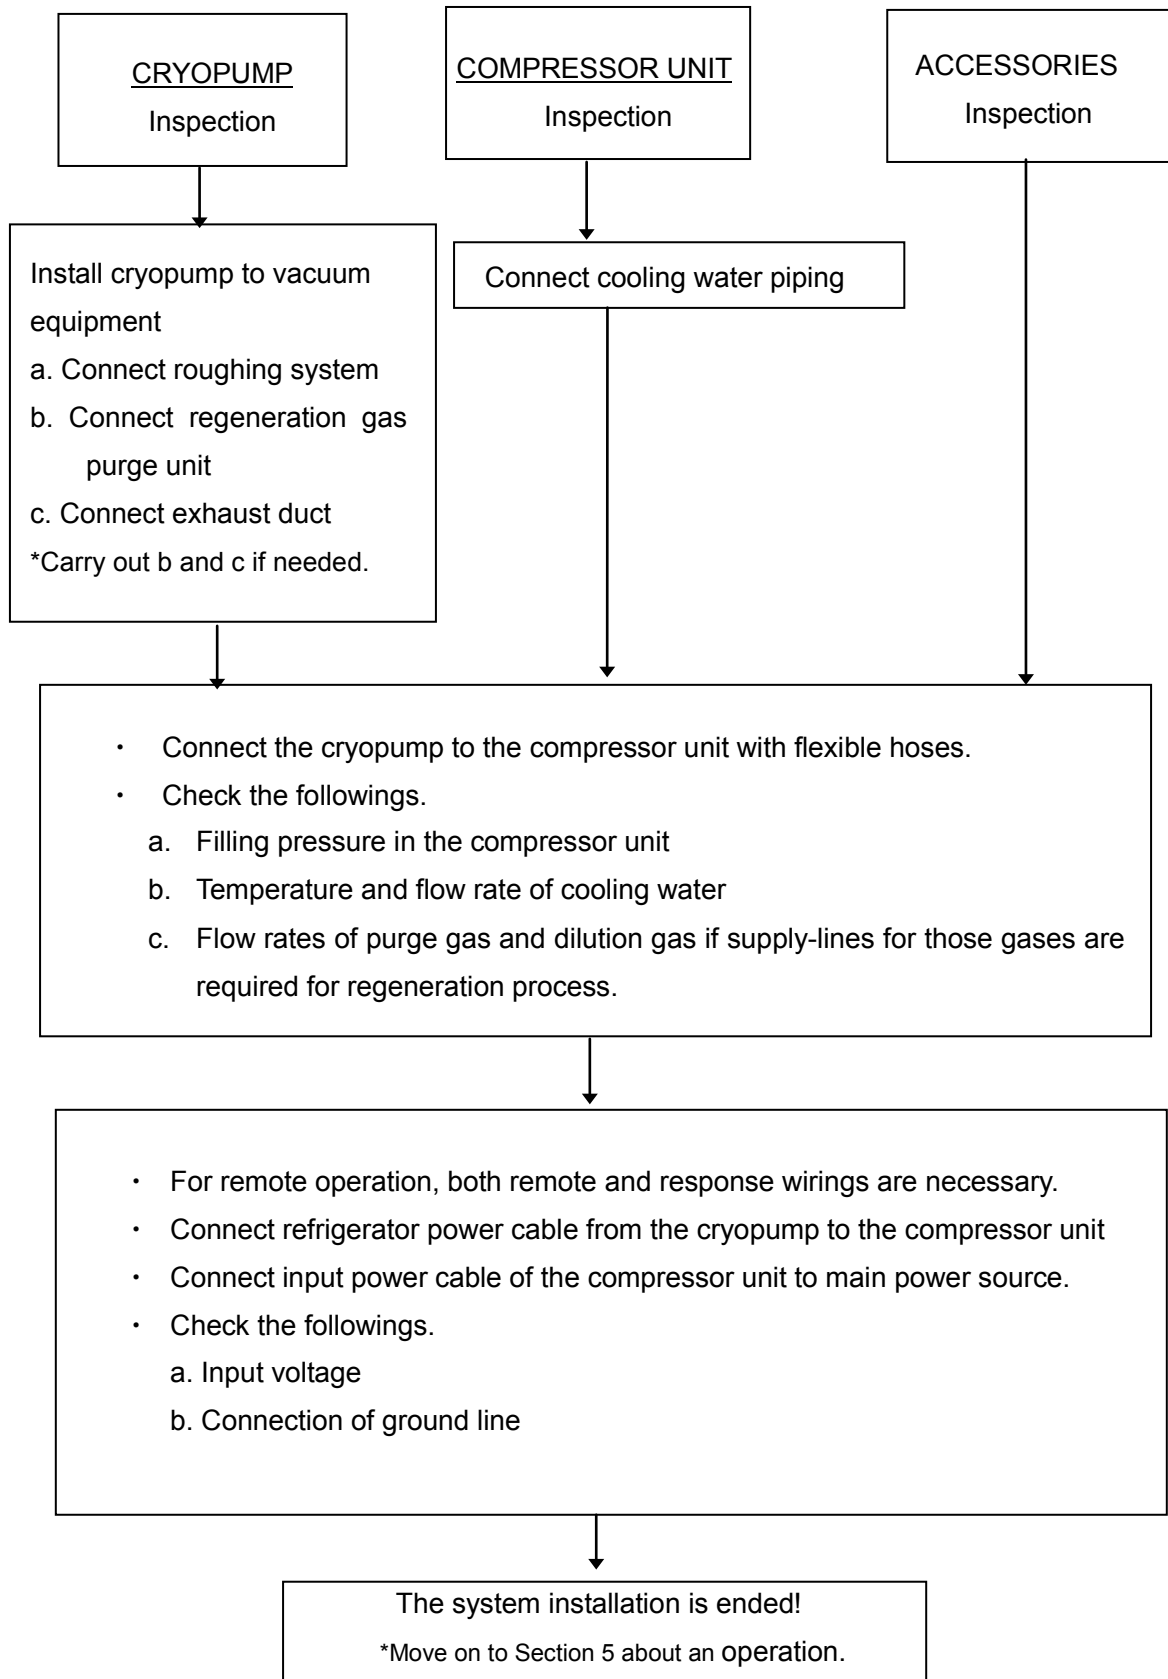 CRYOPUMP
Inspection
COMPRESSOR UNIT
Inspection
ACCESSORIES
Inspection
Install cryopump to vacuum
equipment
a. Connect roughing system
b. Connect regeneration gas
purge unit
c. Connect exhaust duct
*Carry out b and c if needed.
Connect cooling water piping
・ Connect the cryopump to the compressor unit with flexible hoses.
・ Check the followings.
a. Filling pressure in the compressor unit
b. Temperature and flow rate of cooling water
c. Flow rates of purge gas and dilution gas if supply-lines for those gases are
required for regeneration process.
・ For remote operation, both remote and response wirings are necessary.
・ Connect refrigerator power cable from the cryopump to the compressor unit
・ Connect input power cable of the compressor unit to main power source.
・ Check the followings.
a. Input voltage
b. Connection of ground line
The system installation is ended!
*Move on to Section 5 about an operation.